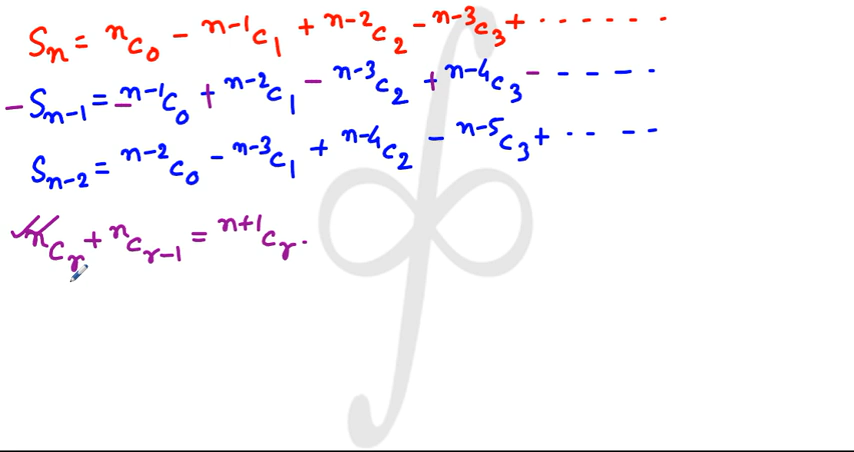 Sₙ = ⁿC₀ - ⁿ⁻¹C₁ + ⁿ⁻²C₂ - ⁿ⁻³C₃ + · · · · · · ·
- Sₙ₋₁ = - ⁿ⁻¹C₀ + ⁿ⁻²C₁ - ⁿ⁻³C₂ + ⁿ⁻⁴C₃ - - - - - ·
Sₙ₋₂ = ⁿ⁻²C₀ - ⁿ⁻³C₁ + ⁿ⁻⁴C₂ - ⁿ⁻⁵C₃ + · · - - -
ⁿCᵣ + ⁿCᵣ₋₁ = ⁿ⁺¹Cᵣ .